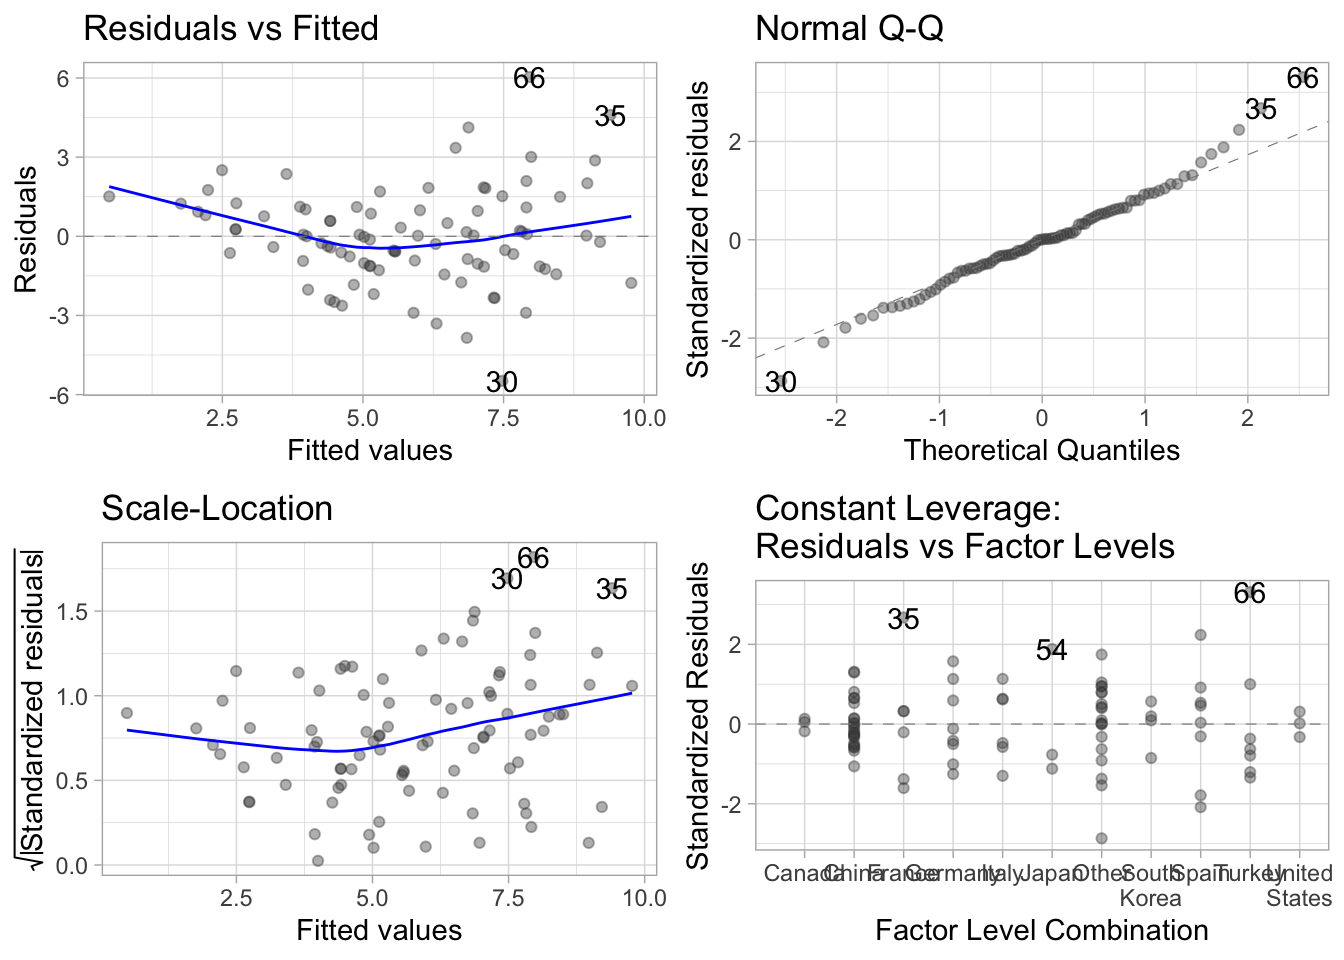 Residuals vs Fitted
66
35
30
6
3
0
-3
-6
2.5 5.0 7.5 10.0
Residuals
Fitted values
Normal Q-Q
66
35
30
2
0
-2
-2 -1 0 1 2
Standardized residuals
Theoretical Quantiles
Scale-Location
66
30
35
1.5
1.0
0.5
0.0
2.5 5.0 7.5 10.0
√|Standardized residuals|
Fitted values
Constant Leverage:
Residuals vs Factor Levels
66
35
54
2
0
-2
Canada China France Germany Italy Japan Other South Spain Turkey United
Korea States
Standardized Residuals
Factor Level Combination